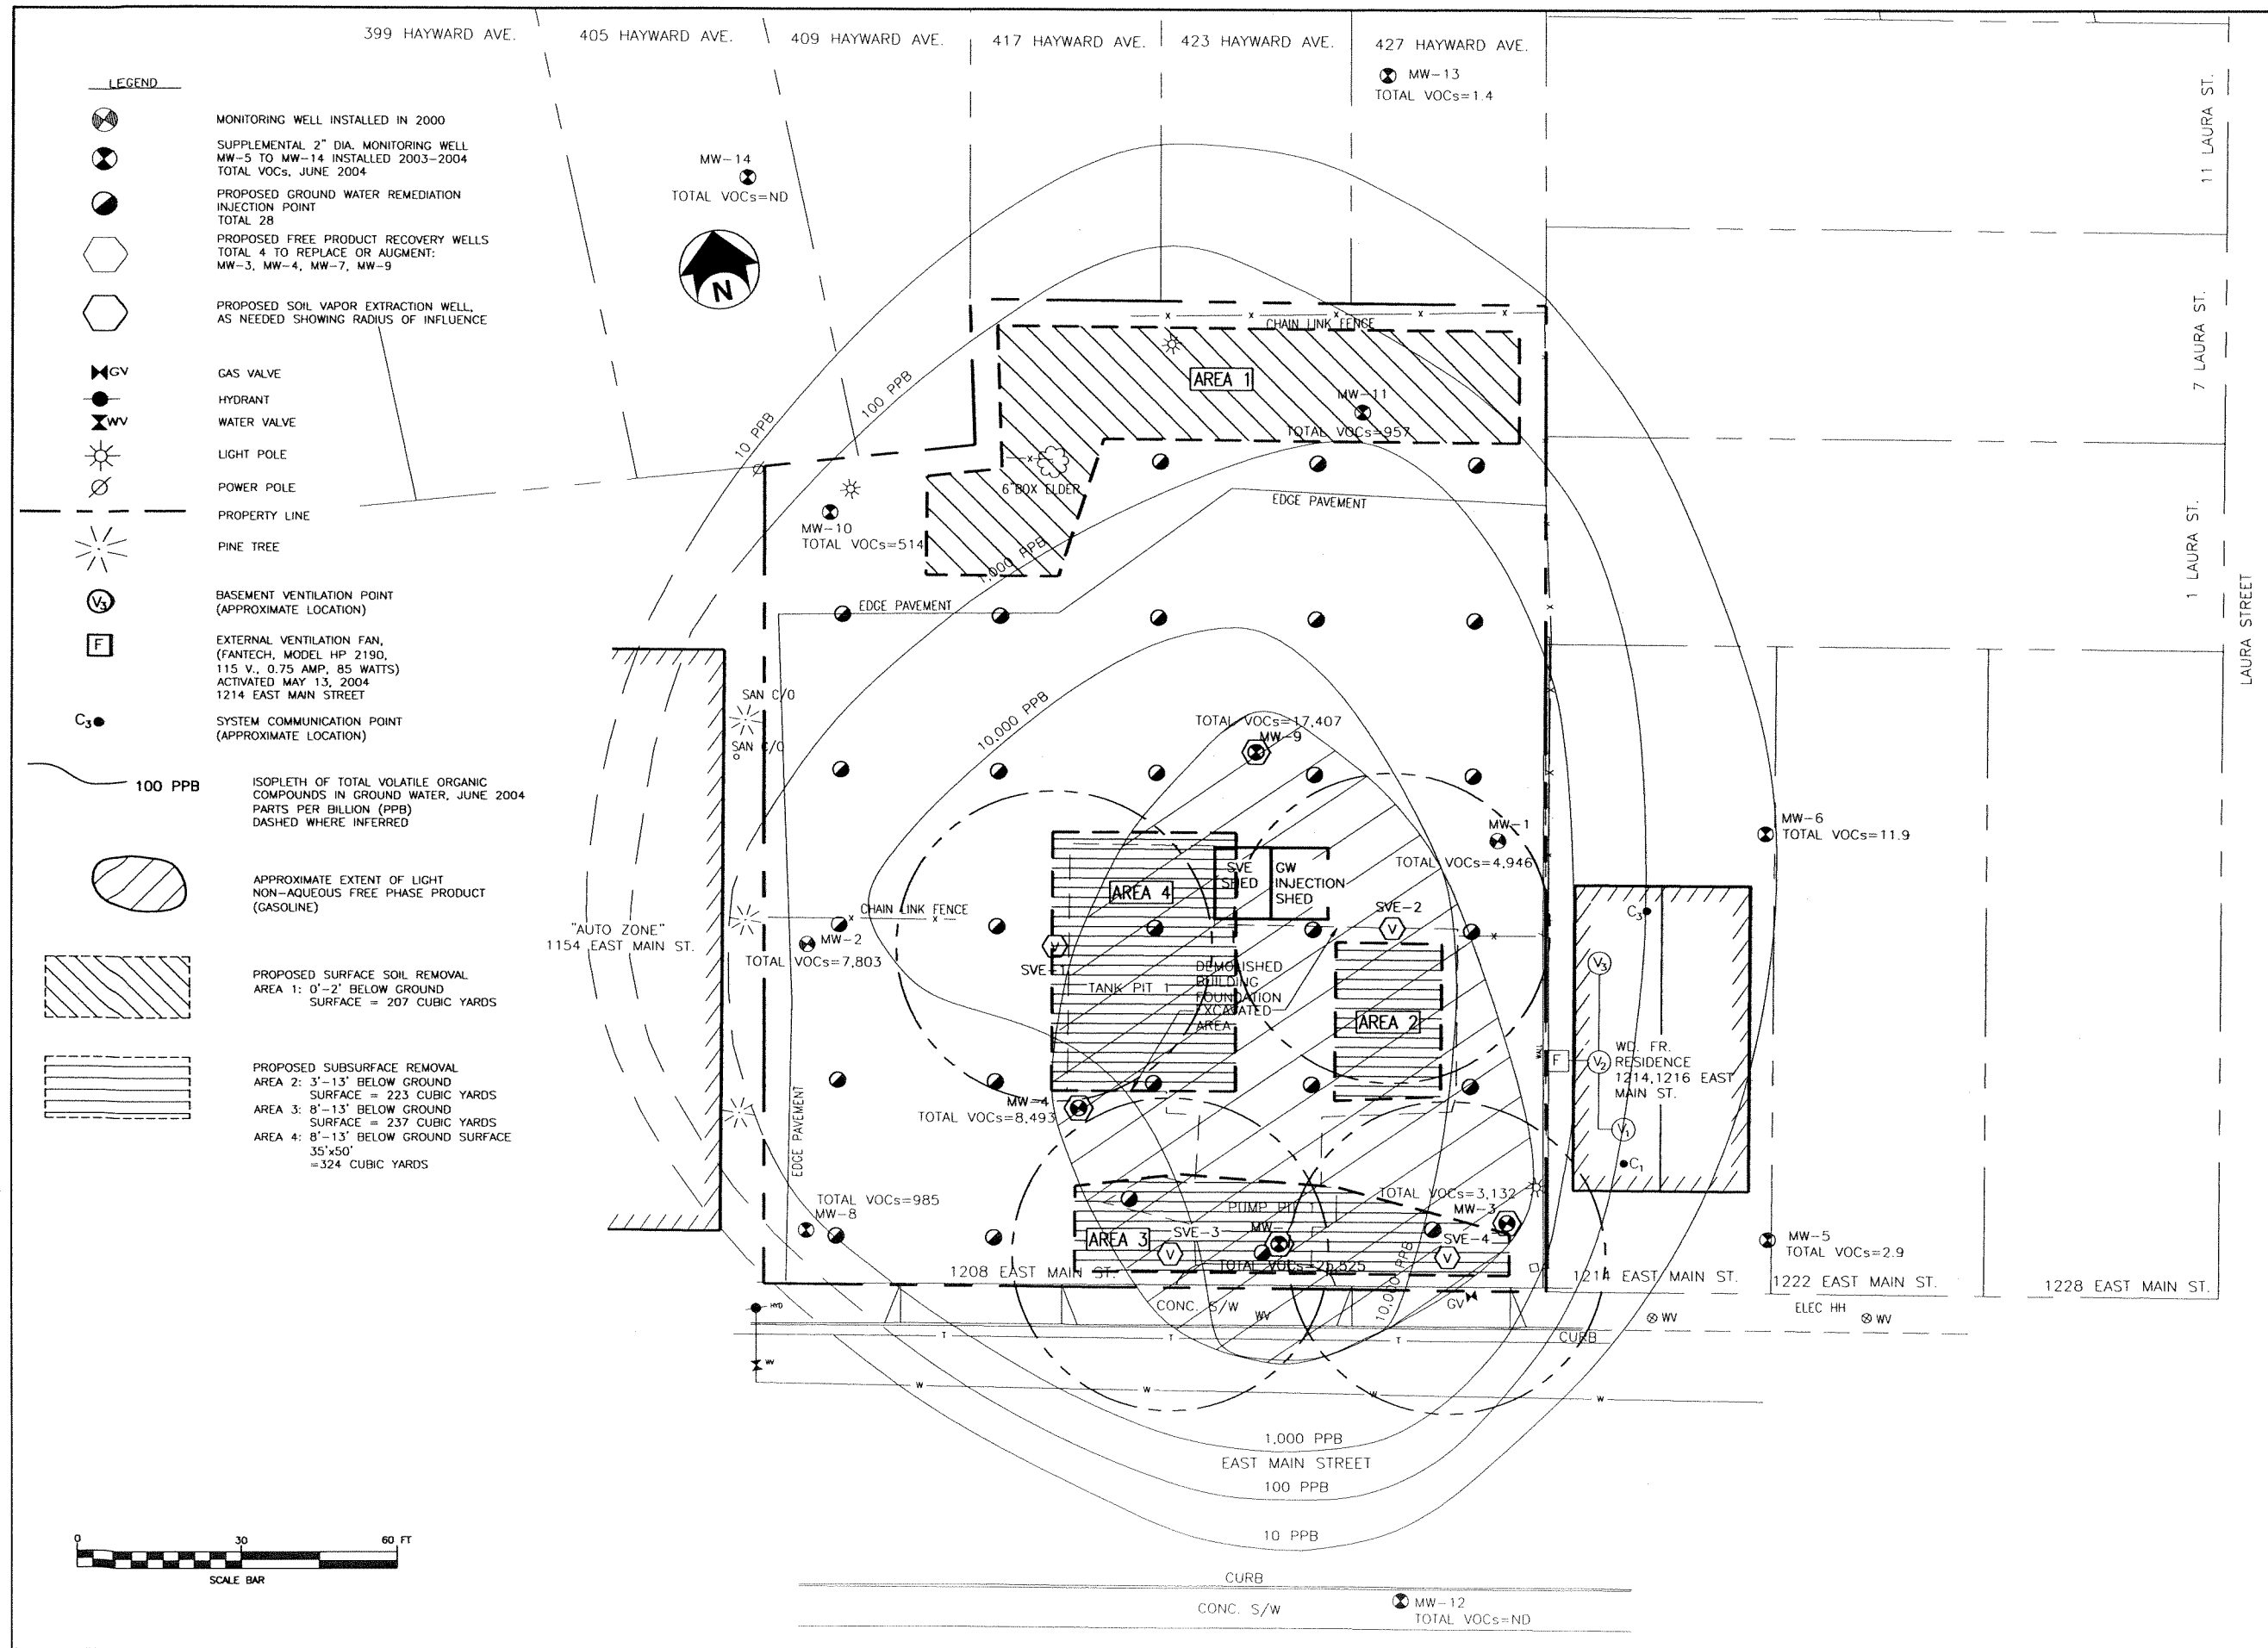 399 HAYWARD AVE.
405 HAYWARD AVE.
409 HAYWARD AVE.
417 HAYWARD AVE.
423 HAYWARD AVE.
427 HAYWARD AVE.
MW-13
TOTAL VOCs=1.4
LEGEND
MONITORING WELL INSTALLED IN 2000
SUPPLEMENTAL 2" DIA. MONITORING WELL
MW-5 TO MW-14 INSTALLED 2003-2004
TOTAL VOCs, JUNE 2004
PROPOSED GROUND WATER REMEDIATION
INJECTION POINT
TOTAL 28
PROPOSED FREE PRODUCT RECOVERY WELLS
TOTAL 4 TO REPLACE OR AUGMENT:
MW-3, MW-4, MW-7, MW-9
PROPOSED SOIL VAPOR EXTRACTION WELL,
AS NEEDED SHOWING RADIUS OF INFLUENCE
GV
GAS VALVE
HYDRANT
WV
WATER VALVE
LIGHT POLE
POWER POLE
PROPERTY LINE
PINE TREE
V3
BASEMENT VENTILATION POINT
(APPROXIMATE LOCATION)
F
EXTERNAL VENTILATION FAN,
(FANTECH, MODEL HP 2190,
115 V., 0.75 AMP, 85 WATTS)
ACTIVATED MAY 13, 2004
1214 EAST MAIN STREET
C3
SYSTEM COMMUNICATION POINT
(APPROXIMATE LOCATION)
100 PPB
ISOPLETH OF TOTAL VOLATILE ORGANIC
COMPOUNDS IN GROUND WATER, JUNE 2004
PARTS PER BILLION (PPB)
DASHED WHERE INFERRED
APPROXIMATE EXTENT OF LIGHT
NON-AQUEOUS FREE PHASE PRODUCT
(GASOLINE)
PROPOSED SURFACE SOIL REMOVAL
AREA 1: 0'-2' BELOW GROUND
SURFACE = 207 CUBIC YARDS
PROPOSED SUBSURFACE REMOVAL
AREA 2: 3'-13' BELOW GROUND
SURFACE = 223 CUBIC YARDS
AREA 3: 8'-13' BELOW GROUND
SURFACE = 237 CUBIC YARDS
AREA 4: 8'-13' BELOW GROUND SURFACE
35'x50'
=324 CUBIC YARDS
0 30 60 FT
SCALE BAR
MW-14
TOTAL VOCs=ND
N
11 LAURA ST.
7 LAURA ST.
1 LAURA ST.
LAURA STREET
CHAIN LINK FENCE
AREA 1
MW-11
TOTAL VOCs=957
10 PPB
100 PPB
6"BOX ELDER
EDGE PAVEMENT
MW-10
TOTAL VOCs=514
1,000 PPB
EDGE PAVEMENT
SAN C/O
SAN C/O
10,000 PPB
TOTAL VOCs=17,407
MW-9
MW-1
TOTAL VOCs=4,946
MW-6
TOTAL VOCs=11.9
SVE
SHED
GW
INJECTION
SHED
AREA 4
SVE-2
V
CHAIN LINK FENCE
"AUTO ZONE"
1154 EAST MAIN ST.
MW-2
TOTAL VOCs=7,803
V
SVE-1
TANK PIT 1
DEMOLISHED
BUILDING
FOUNDATION
EXCAVATED
AREA
AREA 2
C3
V3
WALL
F
V2
WD. FR.
RESIDENCE
1214,1216 EAST
MAIN ST.
V1
C1
MW-4
TOTAL VOCs=8,493
EDGE PAVEMENT
TOTAL VOCs=985
MW-8
TOTAL VOCs=3,132
MW-3
PUMP PIT 1
MW-
AREA 3
SVE-3
V
SVE-4
V
TOTAL VOCs=25,825
MW-5
TOTAL VOCs=2.9
1208 EAST MAIN ST.
1214 EAST MAIN ST.
1222 EAST MAIN ST.
1228 EAST MAIN ST.
ELEC HH
HYD
CONC. S/W
WV
10,000 PPB
GV
WV
WV
T T T
CURB
WV
W W W W
1,000 PPB
EAST MAIN STREET
100 PPB
10 PPB
CURB
CONC. S/W
MW-12
TOTAL VOCs=ND